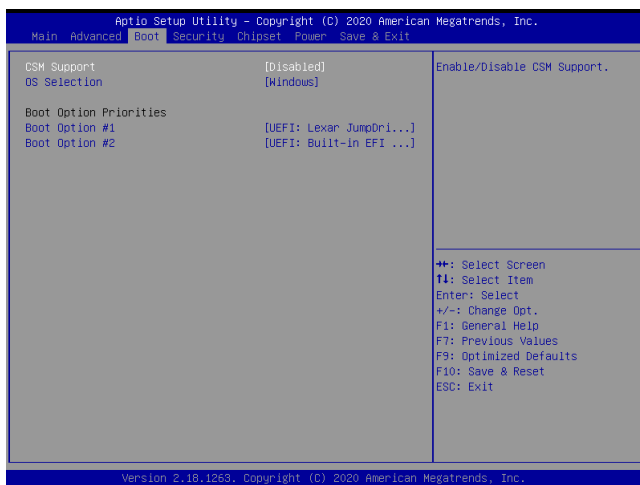 Aptio Setup Utility – Copyright (C) 2020 American Megatrends, Inc.
Main Advanced Boot Security Chipset Power Save & Exit
CSM Support [Disabled]
OS Selection [Windows]
Boot Option Priorities
Boot Option #1 [UEFI: Lexar JumpDri...]
Boot Option #2 [UEFI: Built-in EFI ...]
Enable/Disable CSM Support.
→←: Select Screen
↑↓: Select Item
Enter: Select
+/-: Change Opt.
F1: General Help
F7: Previous Values
F9: Optimized Defaults
F10: Save & Reset
ESC: Exit
Version 2.18.1263. Copyright (C) 2020 American Megatrends, Inc.